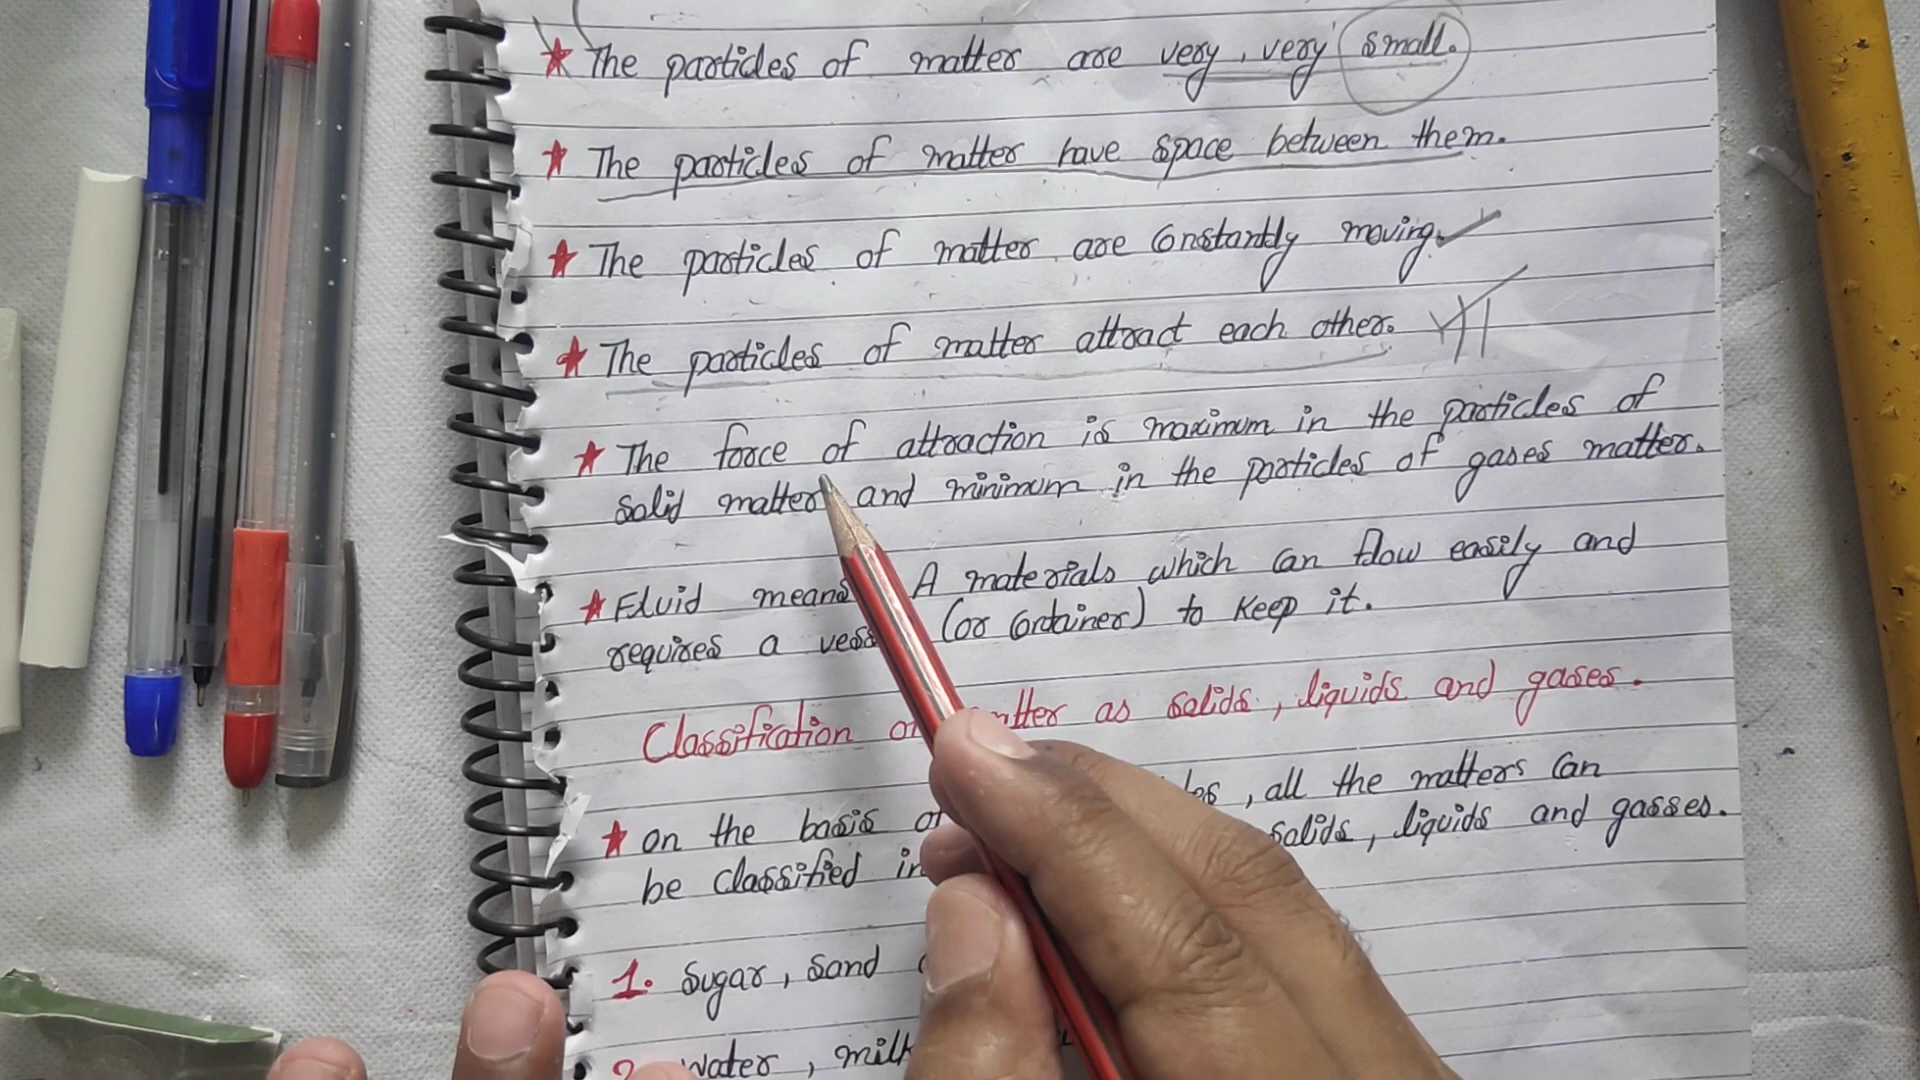 ★ The particles of matter are very, very small.
★ The particles of matter have space between them.
★ The particles of matter are constantly moving.
★ The particles of matter attract each other.
★ The force of attraction is maximum in the particles of
solid matter and minimum in the particles of gases matter.
★ Fluid means A materials which can flow easily and
requires a (or container) to keep it.
Classification as solids, liquids and gases.
★ on the basis , all the matters can
be classified solids, liquids and gasses.
1. Sugar, sand
2. water, milk